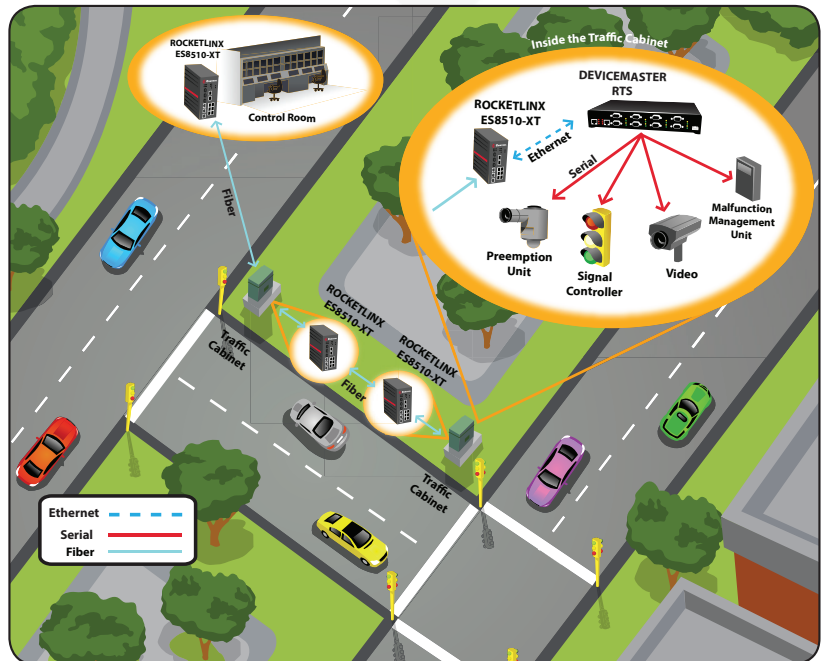 ROCKETLINX
ES8510-XT
Control Room
Inside the Traffic Cabinet
DEVICEMASTER
RTS
ROCKETLINX
ES8510-XT
Ethernet
Serial
Preemption
Unit
Signal
Controller
Video
Malfunction
Management
Unit
Fiber
ROCKETLINX
ES8510-XT
Traffic
Cabinet
ROCKETLINX
ES8510-XT
Fiber
Traffic
Cabinet
Ethernet
Serial
Fiber